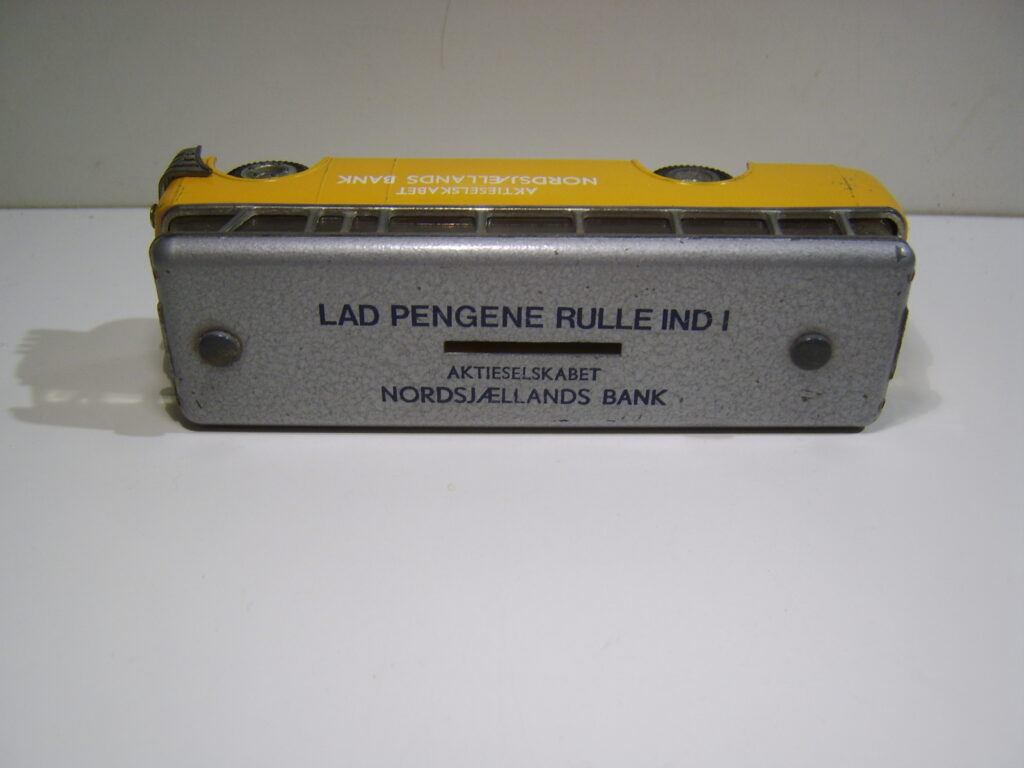 AKTIESELSKABET
NORDSJÆLLANDS BANK
LAD PENGENE RULLE IND I
AKTIESELSKABET
NORDSJÆLLANDS BANK